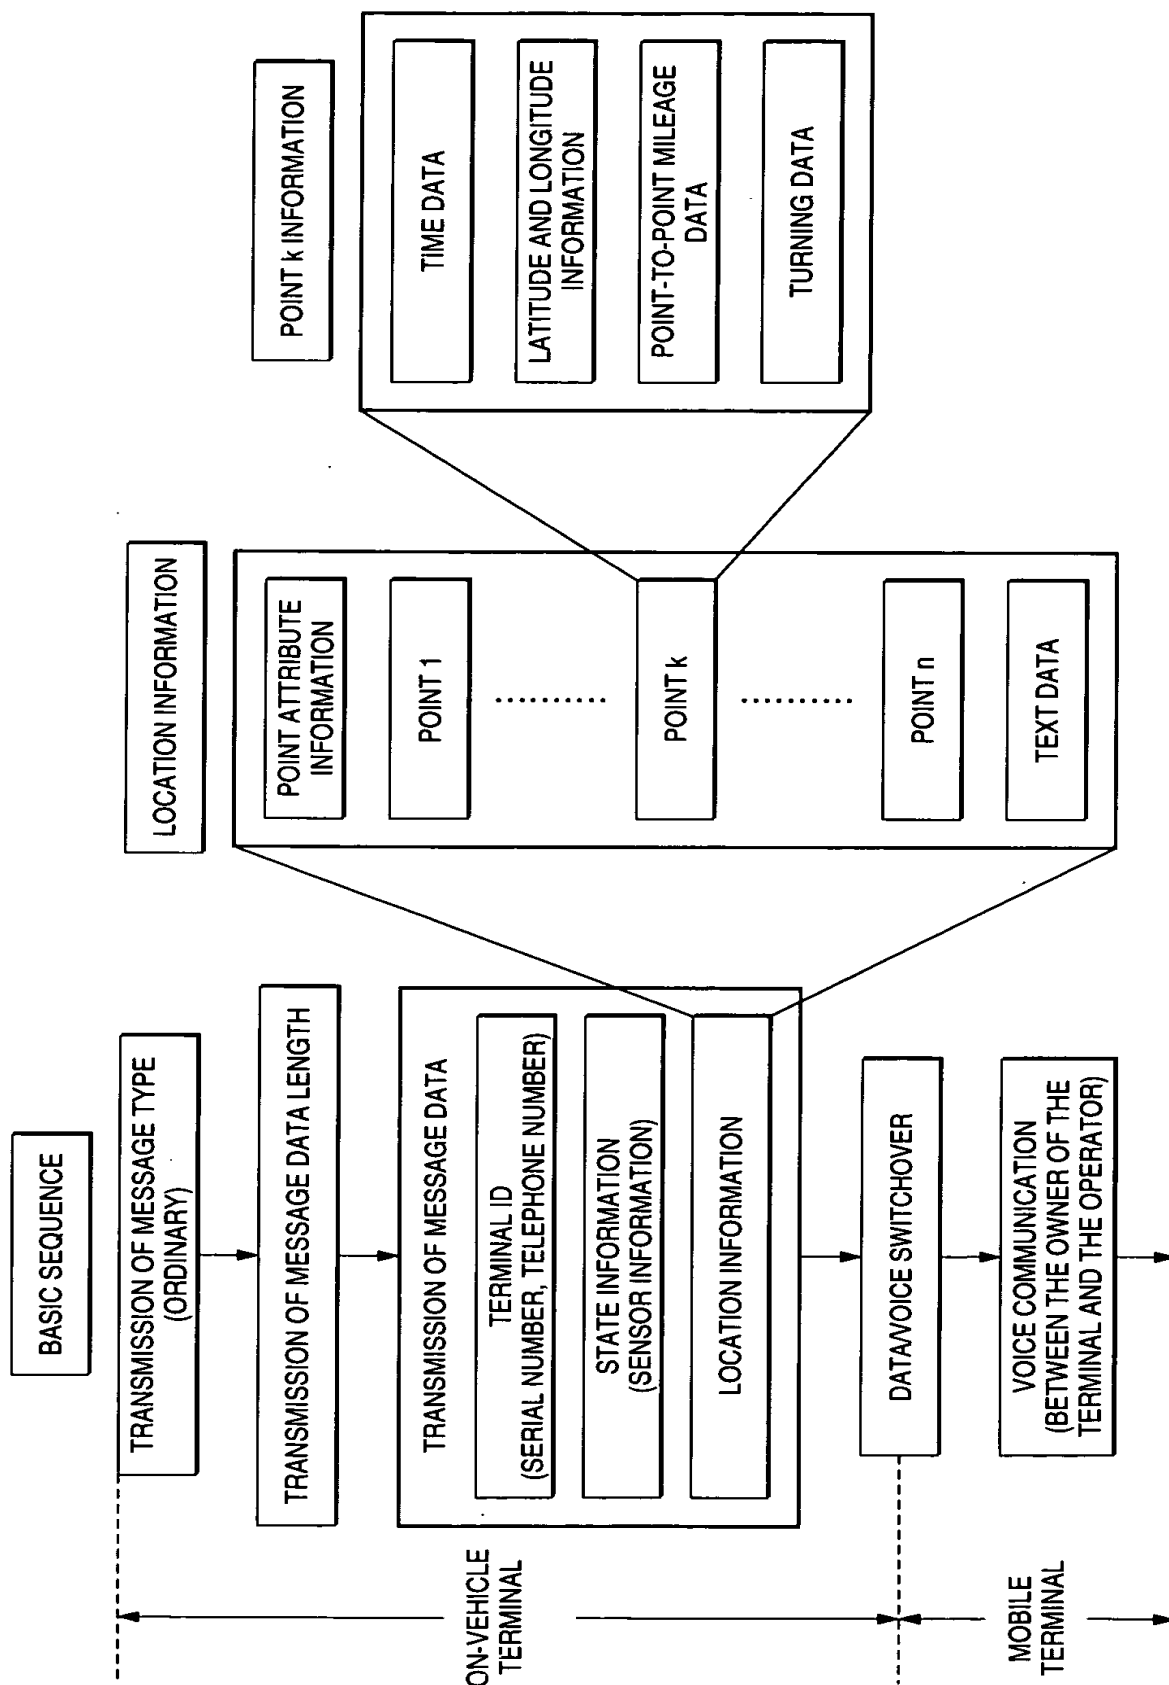 BASIC SEQUENCE
TRANSMISSION OF MESSAGE TYPE
(ORDINARY)
TRANSMISSION OF MESSAGE DATA LENGTH
TRANSMISSION OF MESSAGE DATA
TERMINAL ID
(SERIAL NUMBER, TELEPHONE NUMBER)
STATE INFORMATION
(SENSOR INFORMATION)
LOCATION INFORMATION
DATA/VOICE SWITCHOVER
VOICE COMMUNICATION
(BETWEEN THE OWNER OF THE
TERMINAL AND THE OPERATOR)
ON-VEHICLE
TERMINAL
MOBILE
TERMINAL
LOCATION INFORMATION
POINT ATTRIBUTE
INFORMATION
POINT 1
POINT k
POINT n
TEXT DATA
POINT k INFORMATION
TIME DATA
LATITUDE AND LONGITUDE
INFORMATION
POINT-TO-POINT MILEAGE
DATA
TURNING DATA